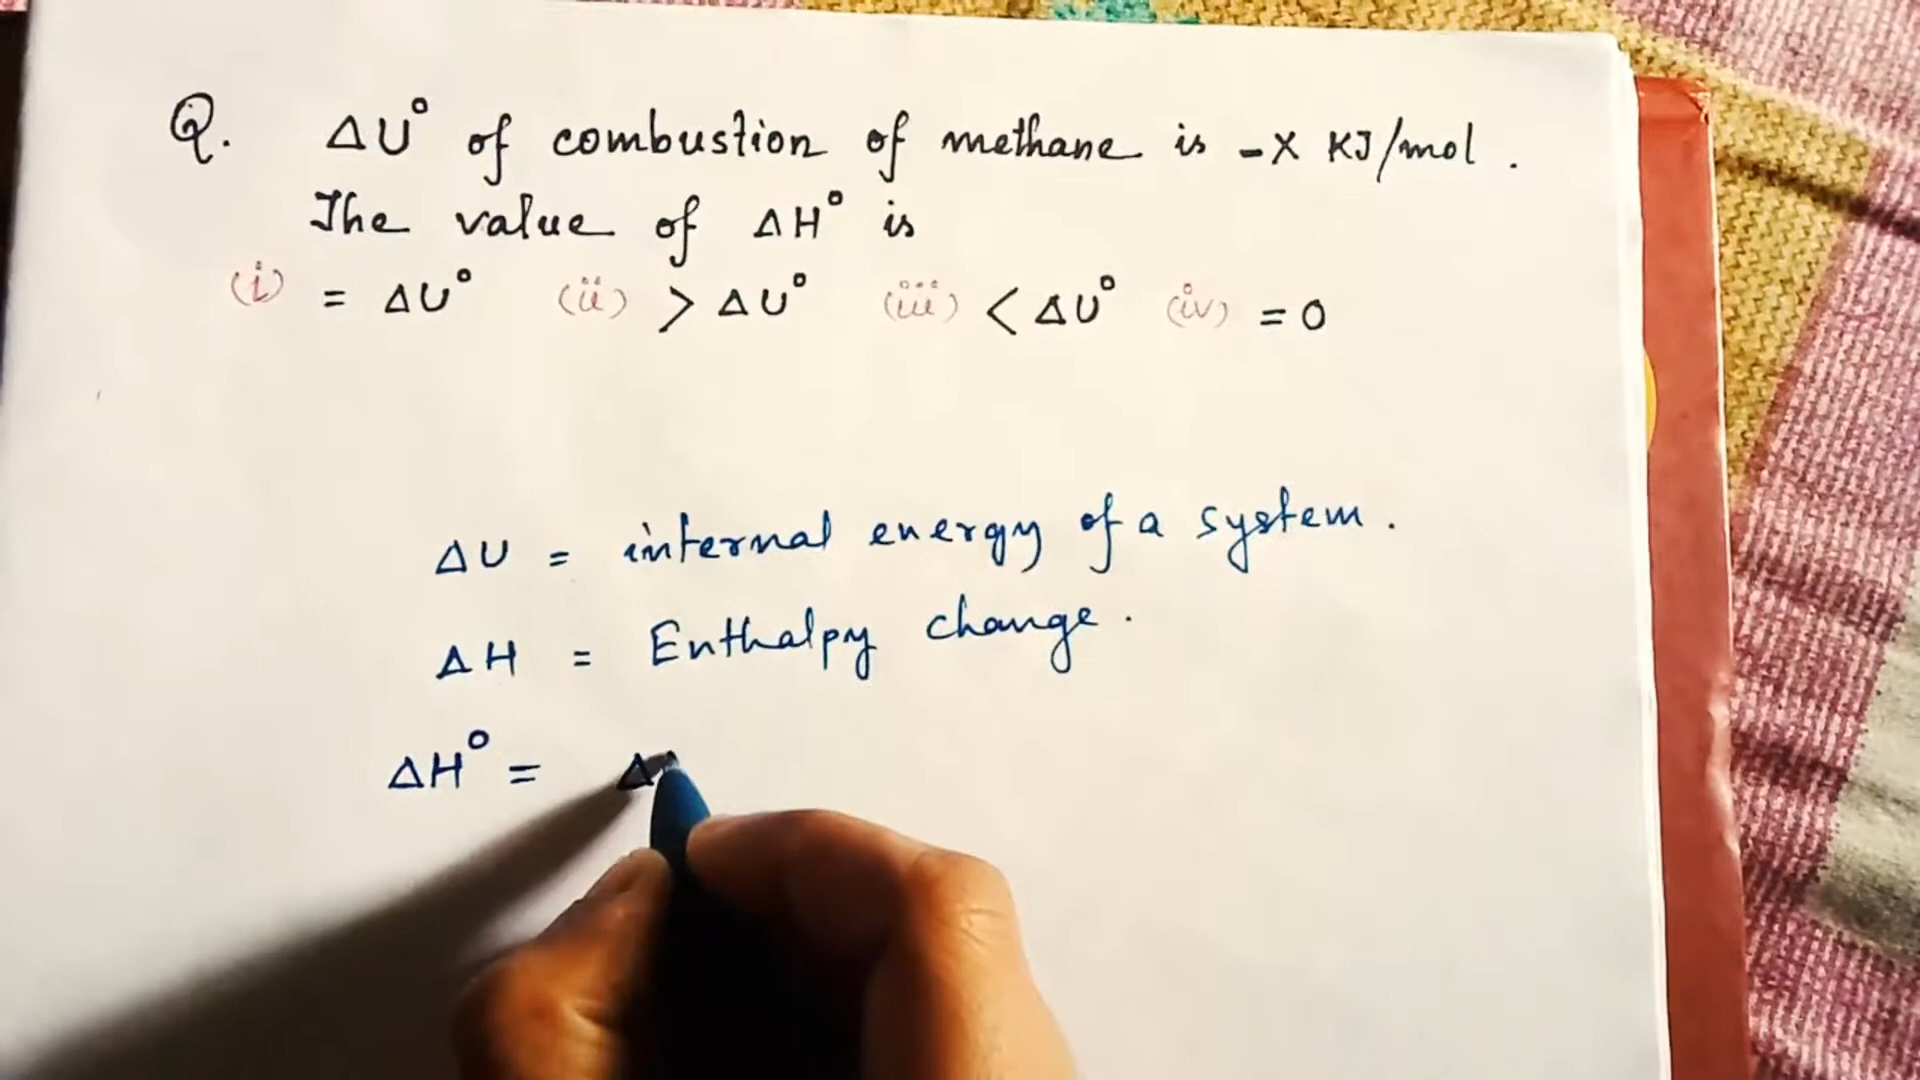 Q. ΔU° of combustion of methane is -X KJ/mol.
The value of ΔH° is
(i) = ΔU° (ii) > ΔU° (iii) < ΔU° (iv) = 0
ΔU = internal energy of a system.
ΔH = Enthalpy change.
ΔH° = Δ